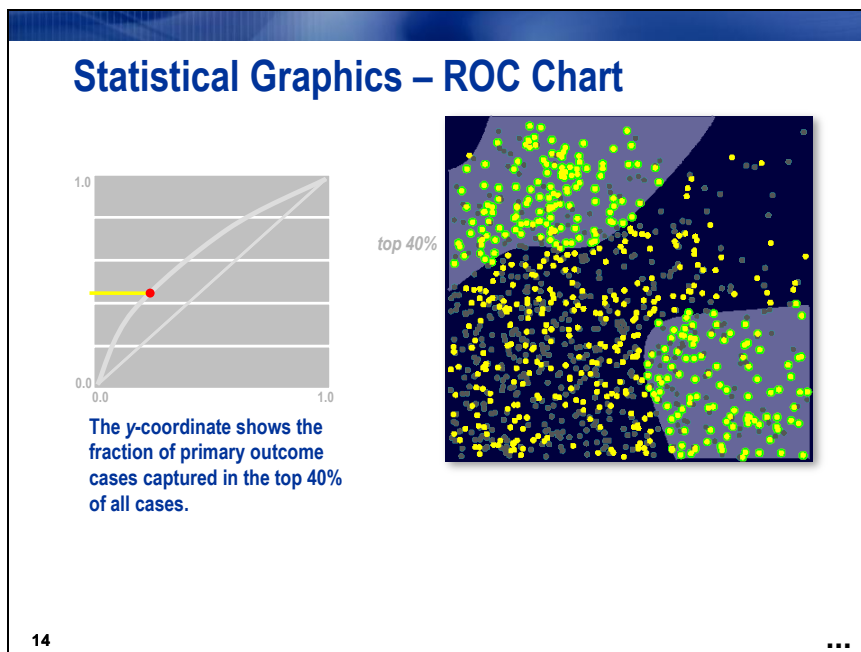 Statistical Graphics – ROC Chart
1.0
top 40%
0.0
0.0 1.0
The y-coordinate shows the
fraction of primary outcome
cases captured in the top 40%
of all cases.
14
...